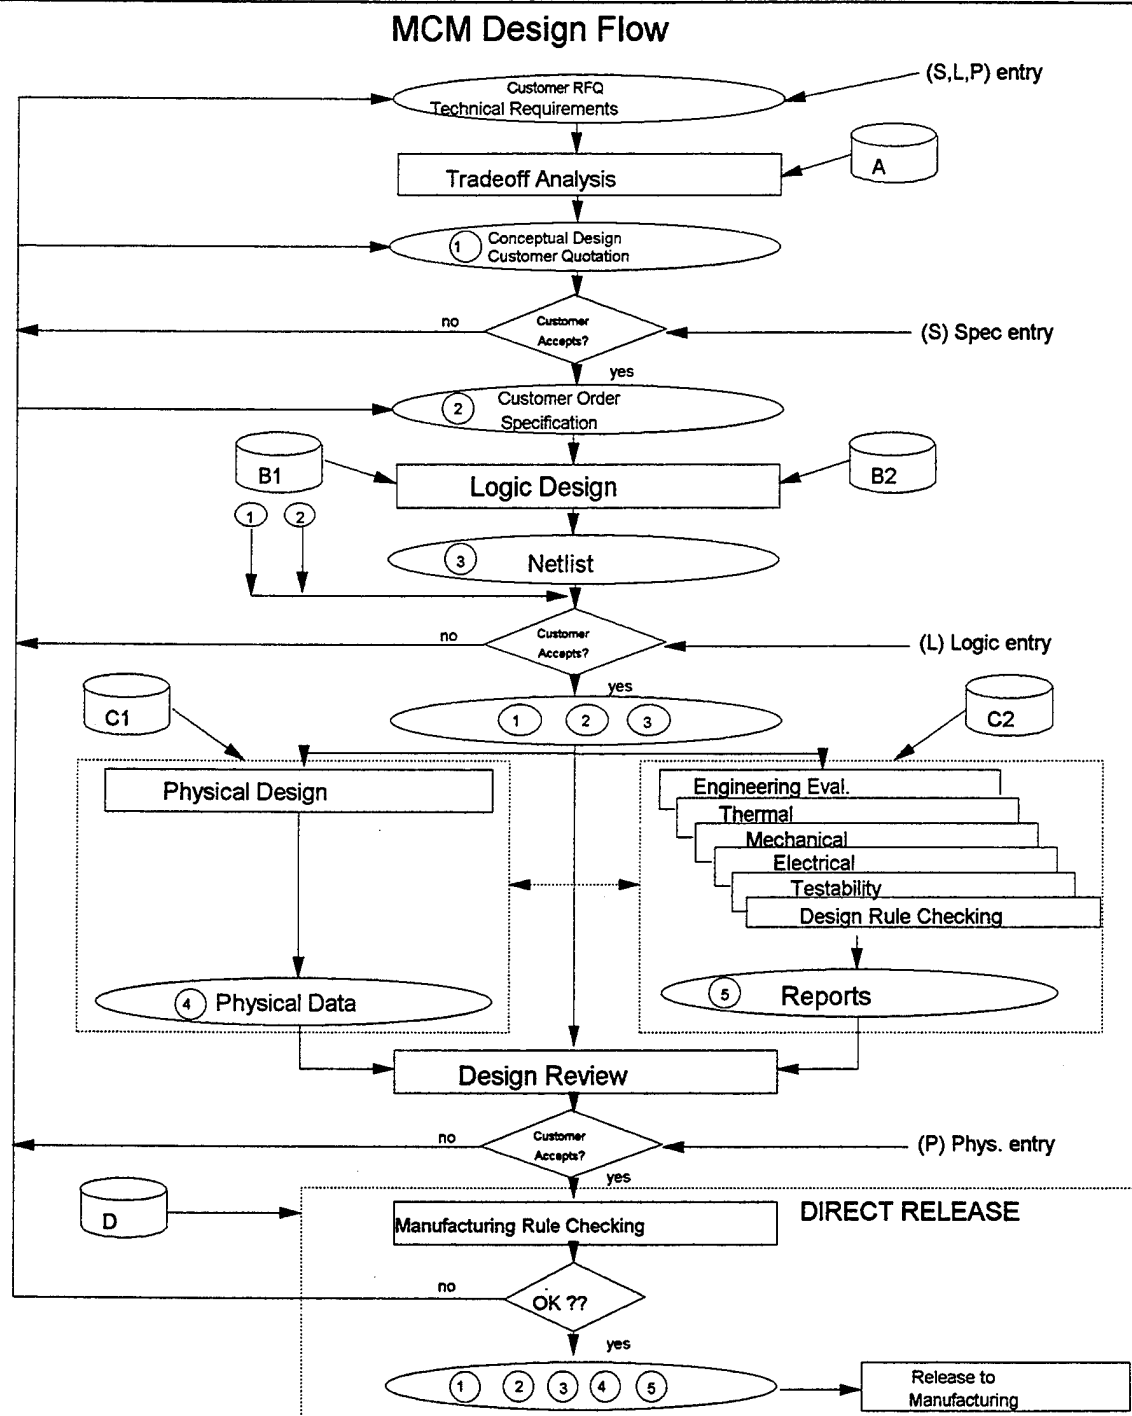 MCM Design Flow
Customer RFQ
Technical Requirements
(S,L,P) entry
Tradeoff Analysis
A
1
Conceptual Design
Customer Quotation
no
Customer
Accepts?
(S) Spec entry
yes
2
Customer Order
Specification
B1
Logic Design
B2
1 2
3
Netlist
no
Customer
Accepts?
(L) Logic entry
yes
C1
1 2 3
C2
Physical Design
Engineering Eval.
Thermal
Mechanical
Electrical
Testability
Design Rule Checking
4 Physical Data
5 Reports
Design Review
no
Customer
Accepts?
(P) Phys. entry
yes
D
DIRECT RELEASE
Manufacturing Rule Checking
no
OK ??
yes
1 2 3 4 5
Release to
Manufacturing